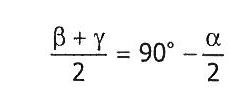 (β + γ)/2 = 90° − α/2